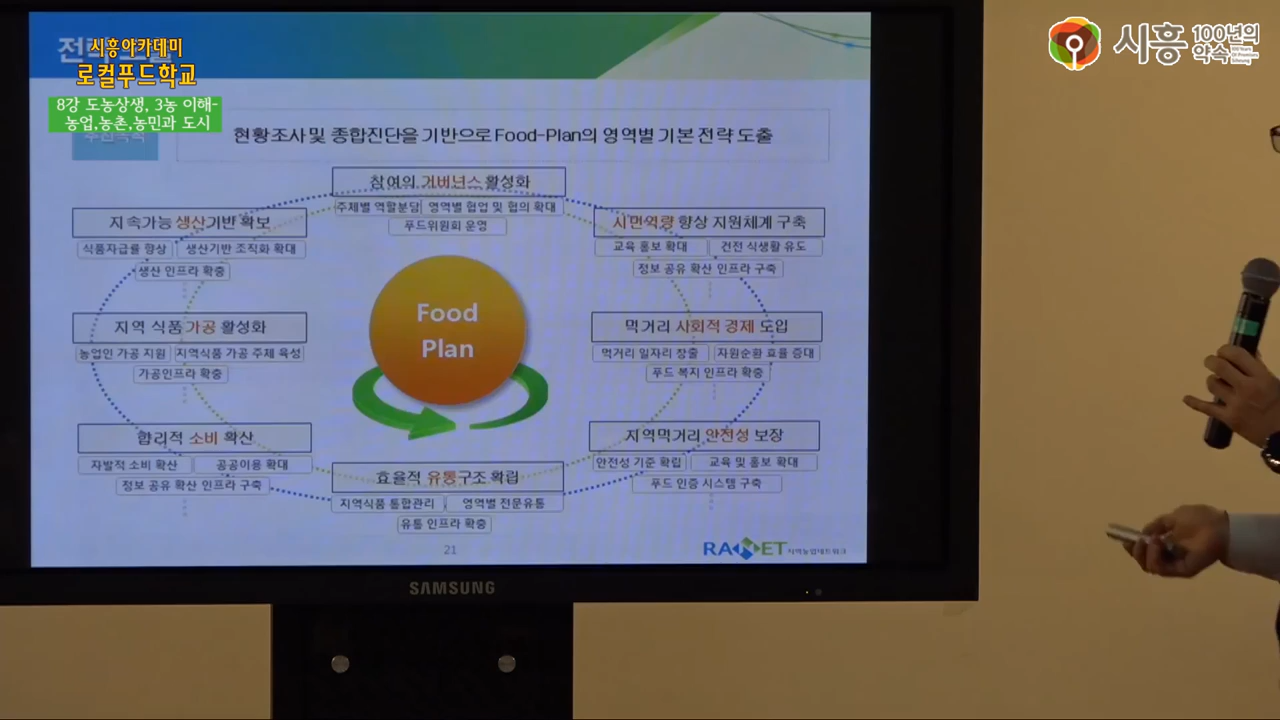 시흥아카데미
로컬푸드학교
8강 도농상생, 3농 이해-
농업,농촌,농민과 도시
시흥 100년의 약속
현황조사 및 종합진단을 기반으로 Food-Plan의 영역별 기본 전략 도출
참여의 거버넌스 활성화
주체별 역할분담 영역별 협업 및 협의 확대
푸드위원회 운영
지속가능 생산기반 확보
식품자급률 향상 생산기반 조직화 확대
생산 인프라 확충
시민역량 향상 지원체계 구축
교육 홍보 확대 건전 식생활 유도
정보 공유 확산 인프라 구축
Food
Plan
지역 식품 가공 활성화
농업인 가공 지원 지역식품 가공 주체 육성
가공인프라 확충
먹거리 사회적 경제 도입
먹거리 일자리 창출 자원순환 효율 증대
푸드 복지 인프라 확충
합리적 소비 확산
자발적 소비 확산 공공이용 확대
정보 공유 확산 인프라 구축
지역먹거리 안전성 보장
안전성 기준 확립 교육 및 홍보 확대
푸드 인증 시스템 구축
효율적 유통구조 확립
지역식품 통합관리 영역별 전문유통
유통 인프라 확충
21
RANET 지역농업네트워크
SAMSUNG